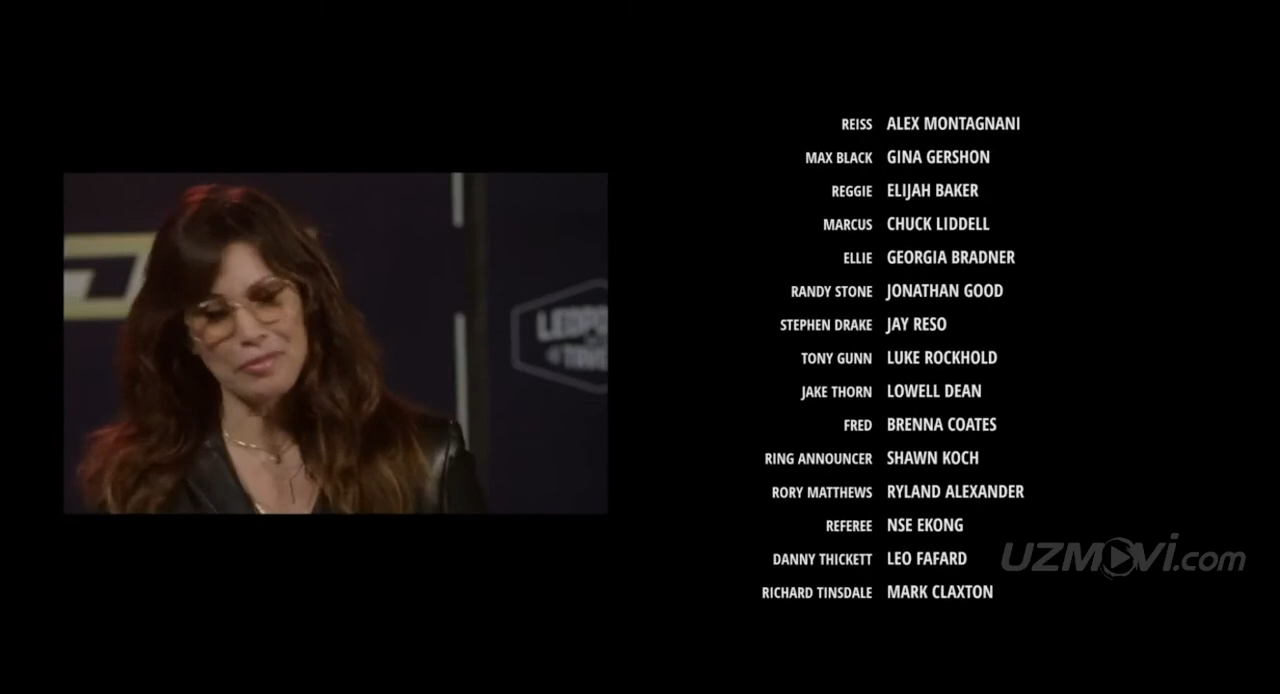 REISS ALEX MONTAGNANI
MAX BLACK GINA GERSHON
REGGIE ELIJAH BAKER
MARCUS CHUCK LIDDELL
ELLIE GEORGIA BRADNER
RANDY STONE JONATHAN GOOD
STEPHEN DRAKE JAY RESO
TONY GUNN LUKE ROCKHOLD
JAKE THORN LOWELL DEAN
FRED BRENNA COATES
RING ANNOUNCER SHAWN KOCH
RORY MATTHEWS RYLAND ALEXANDER
REFEREE NSE EKONG
DANNY THICKETT LEO FAFARD
RICHARD TINSDALE MARK CLAXTON
UZMOVi.com